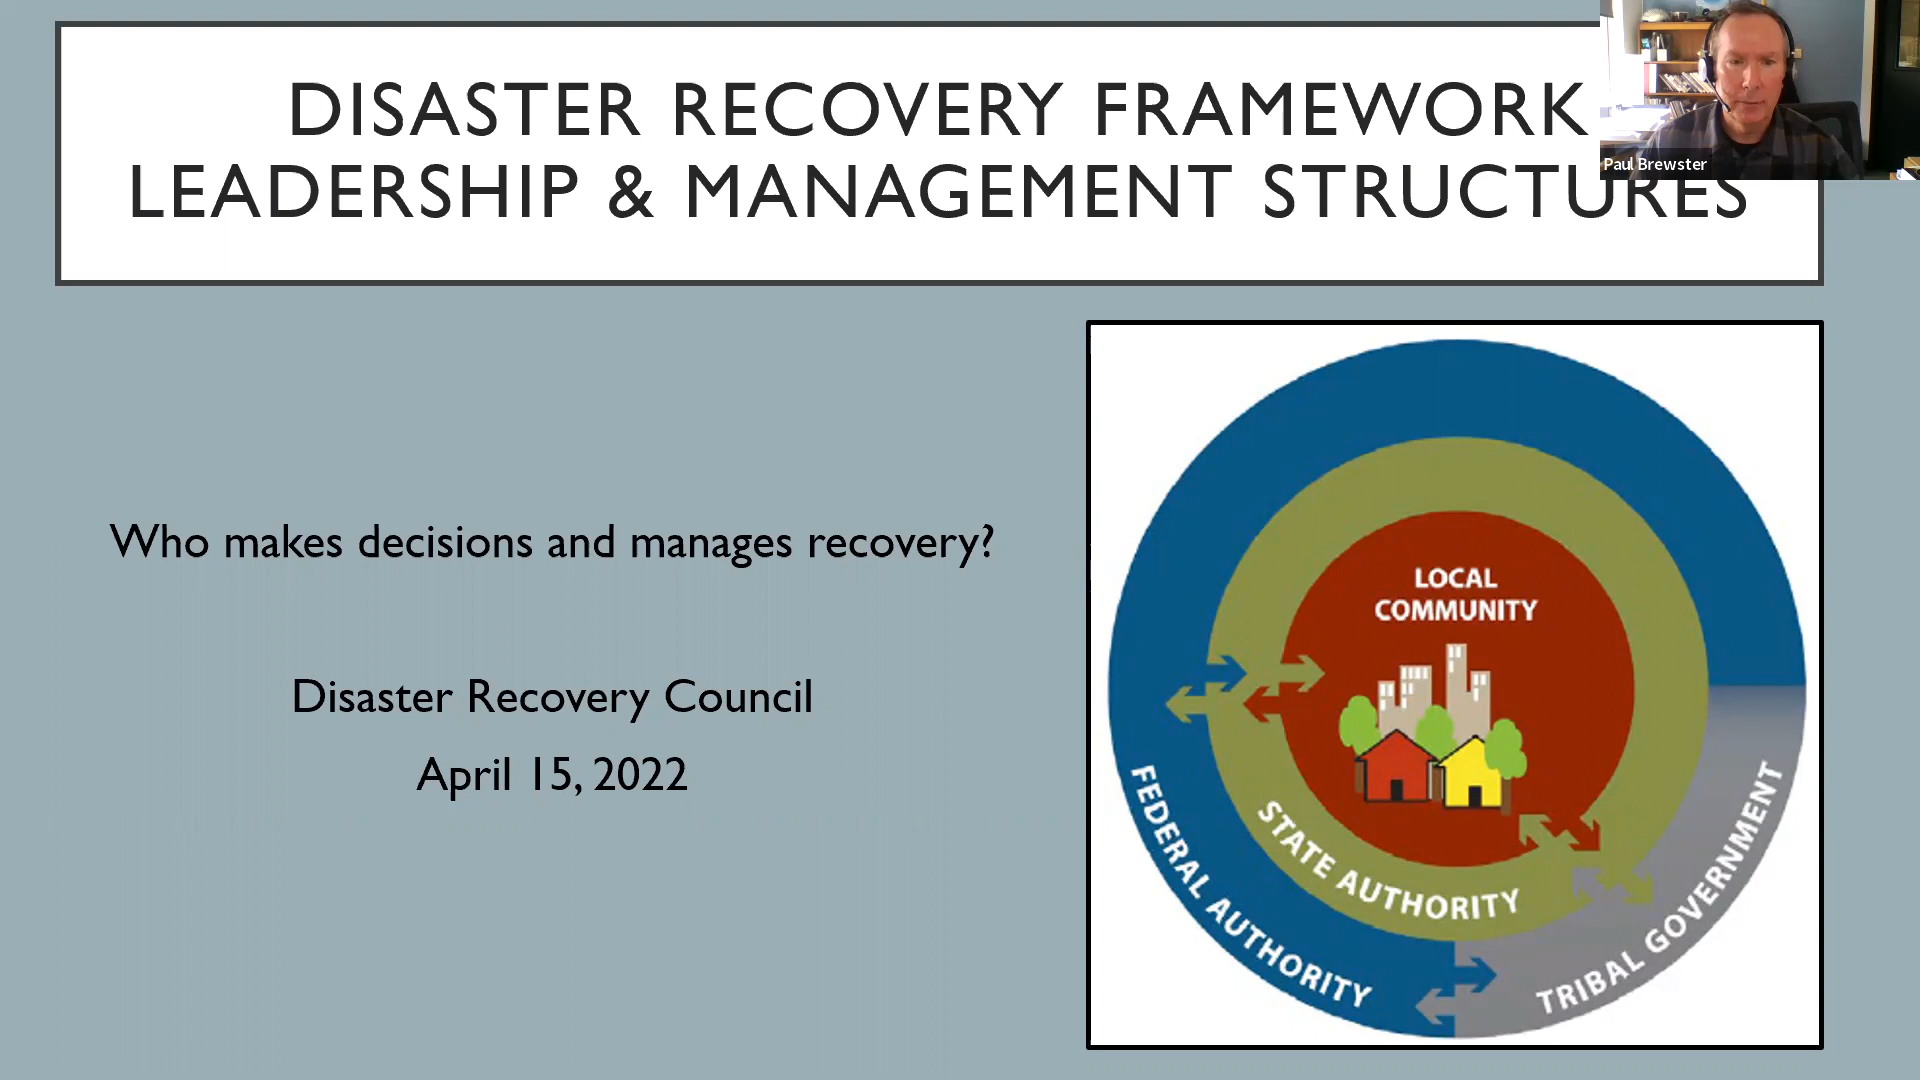 DISASTER RECOVERY FRAMEWORK
LEADERSHIP & MANAGEMENT STRUCTURES
Paul Brewster
Who makes decisions and manages recovery?
Disaster Recovery Council
April 15, 2022
LOCAL
COMMUNITY
STATE AUTHORITY
FEDERAL AUTHORITY
TRIBAL GOVERNMENT